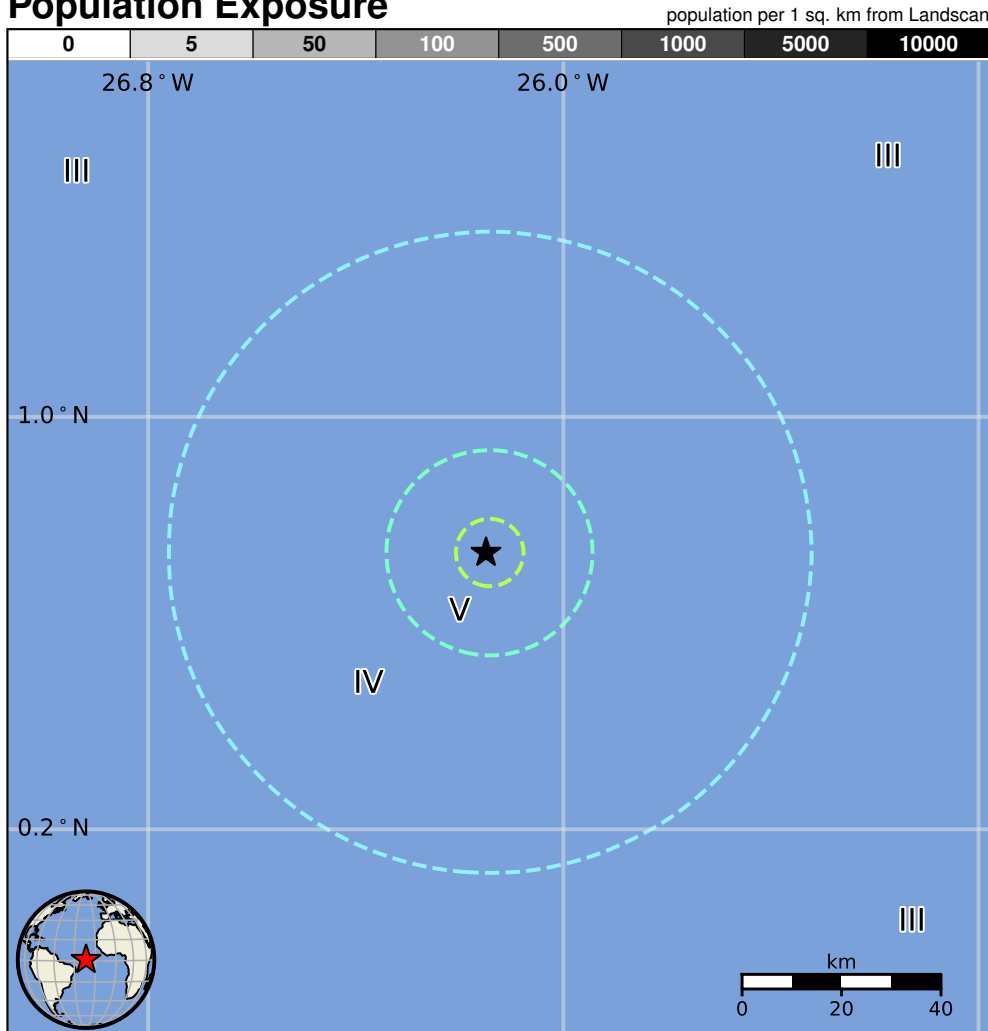 Population Exposure
population per 1 sq. km from Landscan
0 5 50 100 500 1000 5000 10000
26.8°W 26.0°W
III III
1.0°N
V
IV
0.2°N
III
km
0 20 40